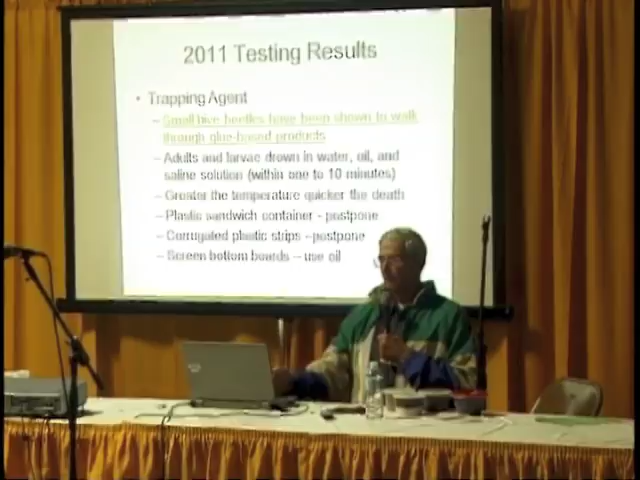 2011 Testing Results
• Trapping Agent
– Small hive beetles have been shown to walk
through glue-based products
– Adults and larvae drown in water, oil, and
saline solution (within one to 10 minutes)
– Greater the temperature quicker the death
– Plastic sandwich container - postpone
– Corrugated plastic strips - postpone
– Screen bottom boards – use oil